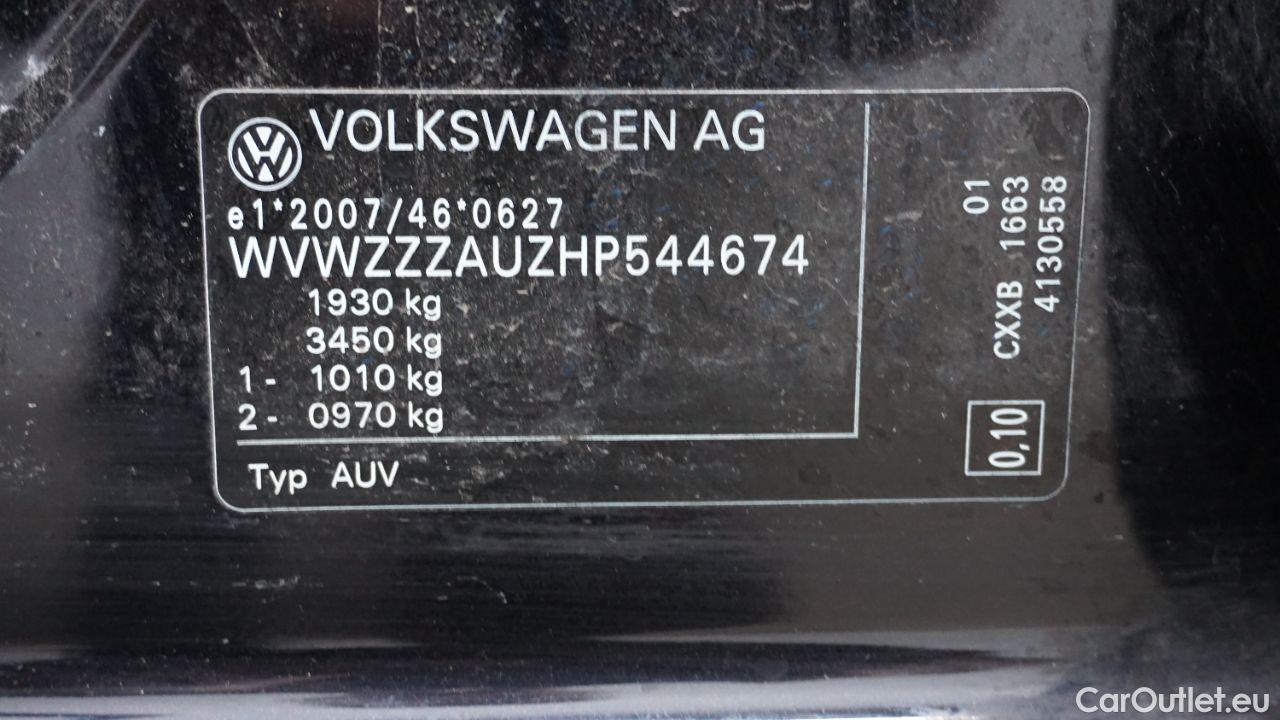 VOLKSWAGEN AG
e1*2007/46*0627
WVWZZZAUZHP544674
1930 kg
3450 kg
1- 1010 kg
2- 0970 kg
Typ AUV
01
CXXB 1663
4130558
0,10
CarOutlet.eu